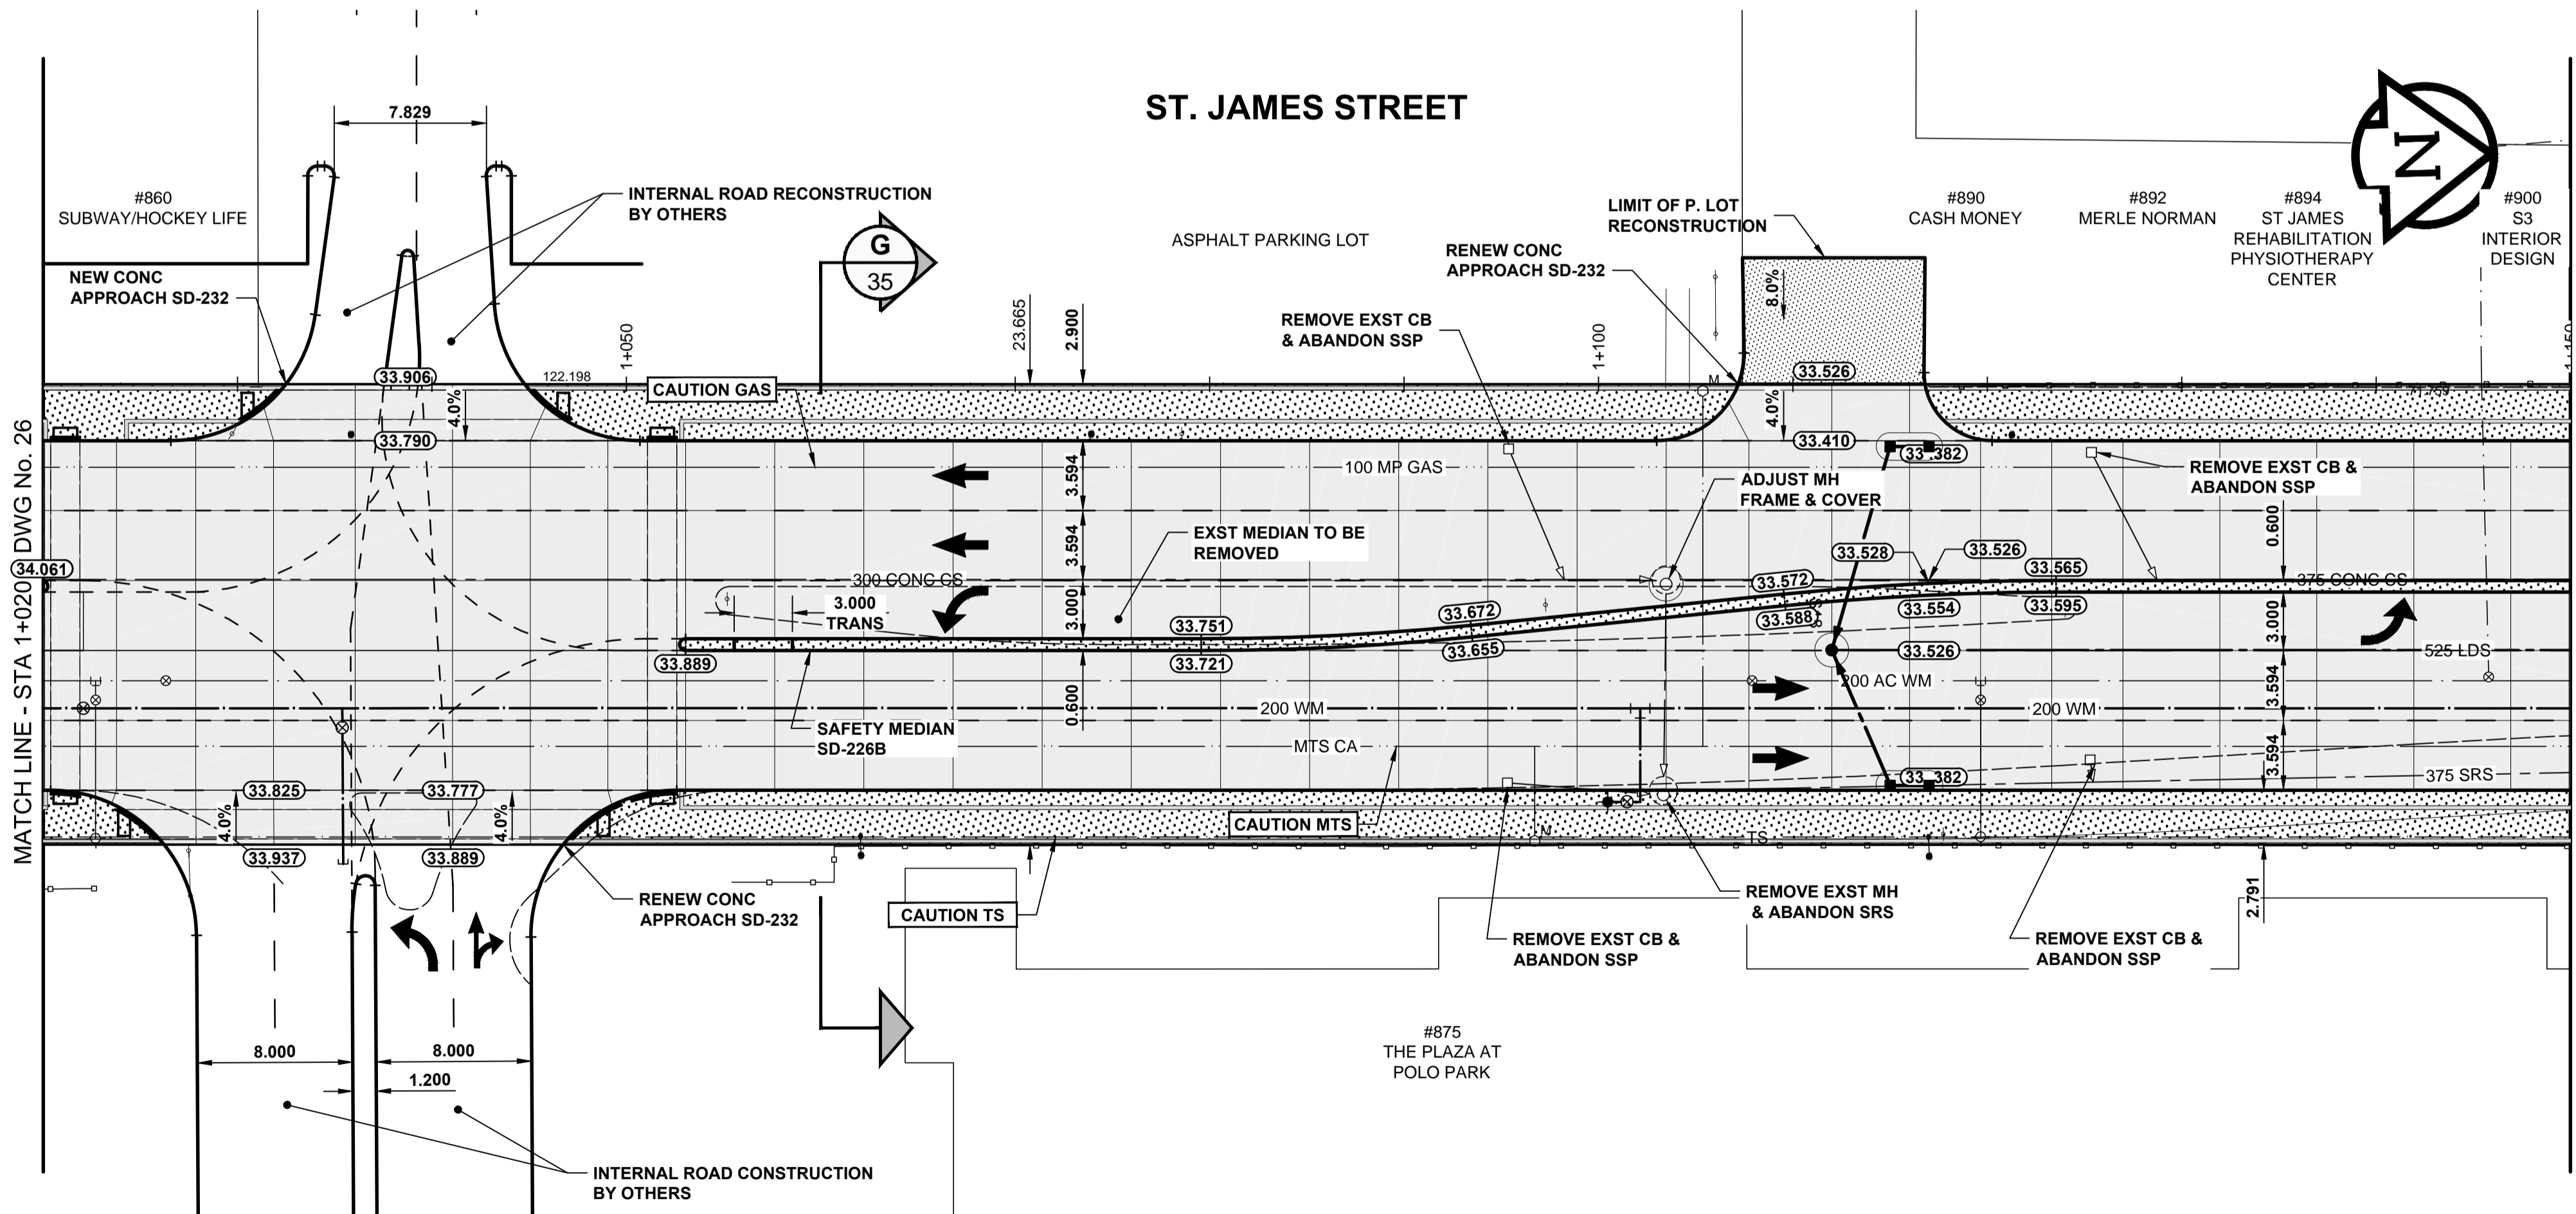 ST. JAMES STREET
7.829
#860
SUBWAY/HOCKEY LIFE
INTERNAL ROAD RECONSTRUCTION
BY OTHERS
G
35
ASPHALT PARKING LOT
LIMIT OF P. LOT
RECONSTRUCTION
#890
CASH MONEY
#892
MERLE NORMAN
#894
ST JAMES
REHABILITATION
PHYSIOTHERAPY
CENTER
N
#900
S3
INTERIOR
DESIGN
NEW CONC
APPROACH SD-232
RENEW CONC
APPROACH SD-232
8.0%
1+050
23.665
2.900
REMOVE EXST CB
& ABANDON SSP
1+100
1+150
33.906
122.198
CAUTION GAS
M
33.526
71.759
4.0%
4.0%
33.790
33.410
33.382
MATCH LINE - STA 1+020 DWG No. 26
3.594
100 MP GAS
REMOVE EXST CB &
ABANDON SSP
ADJUST MH
FRAME & COVER
3.594
EXST MEDIAN TO BE
REMOVED
0.600
34.061
33.528
33.526
300 CONC CS
33.572
33.565
375 CONC CS
3.000
TRANS
3.000
33.672
33.554
33.595
33.751
33.588
3.000
33.889
33.721
33.655
33.526
525 LDS
200 AC WM
0.600
200 WM
200 WM
3.594
SAFETY MEDIAN
SD-226B
MTS CA
3.594
33.825
33.777
33.382
375 SRS
4.0%
4.0%
CAUTION MTS
M
TS
33.937
33.889
RENEW CONC
APPROACH SD-232
CAUTION TS
REMOVE EXST MH
& ABANDON SRS
2.791
REMOVE EXST CB &
ABANDON SSP
REMOVE EXST CB &
ABANDON SSP
#875
THE PLAZA AT
POLO PARK
8.000
8.000
1.200
INTERNAL ROAD CONSTRUCTION
BY OTHERS